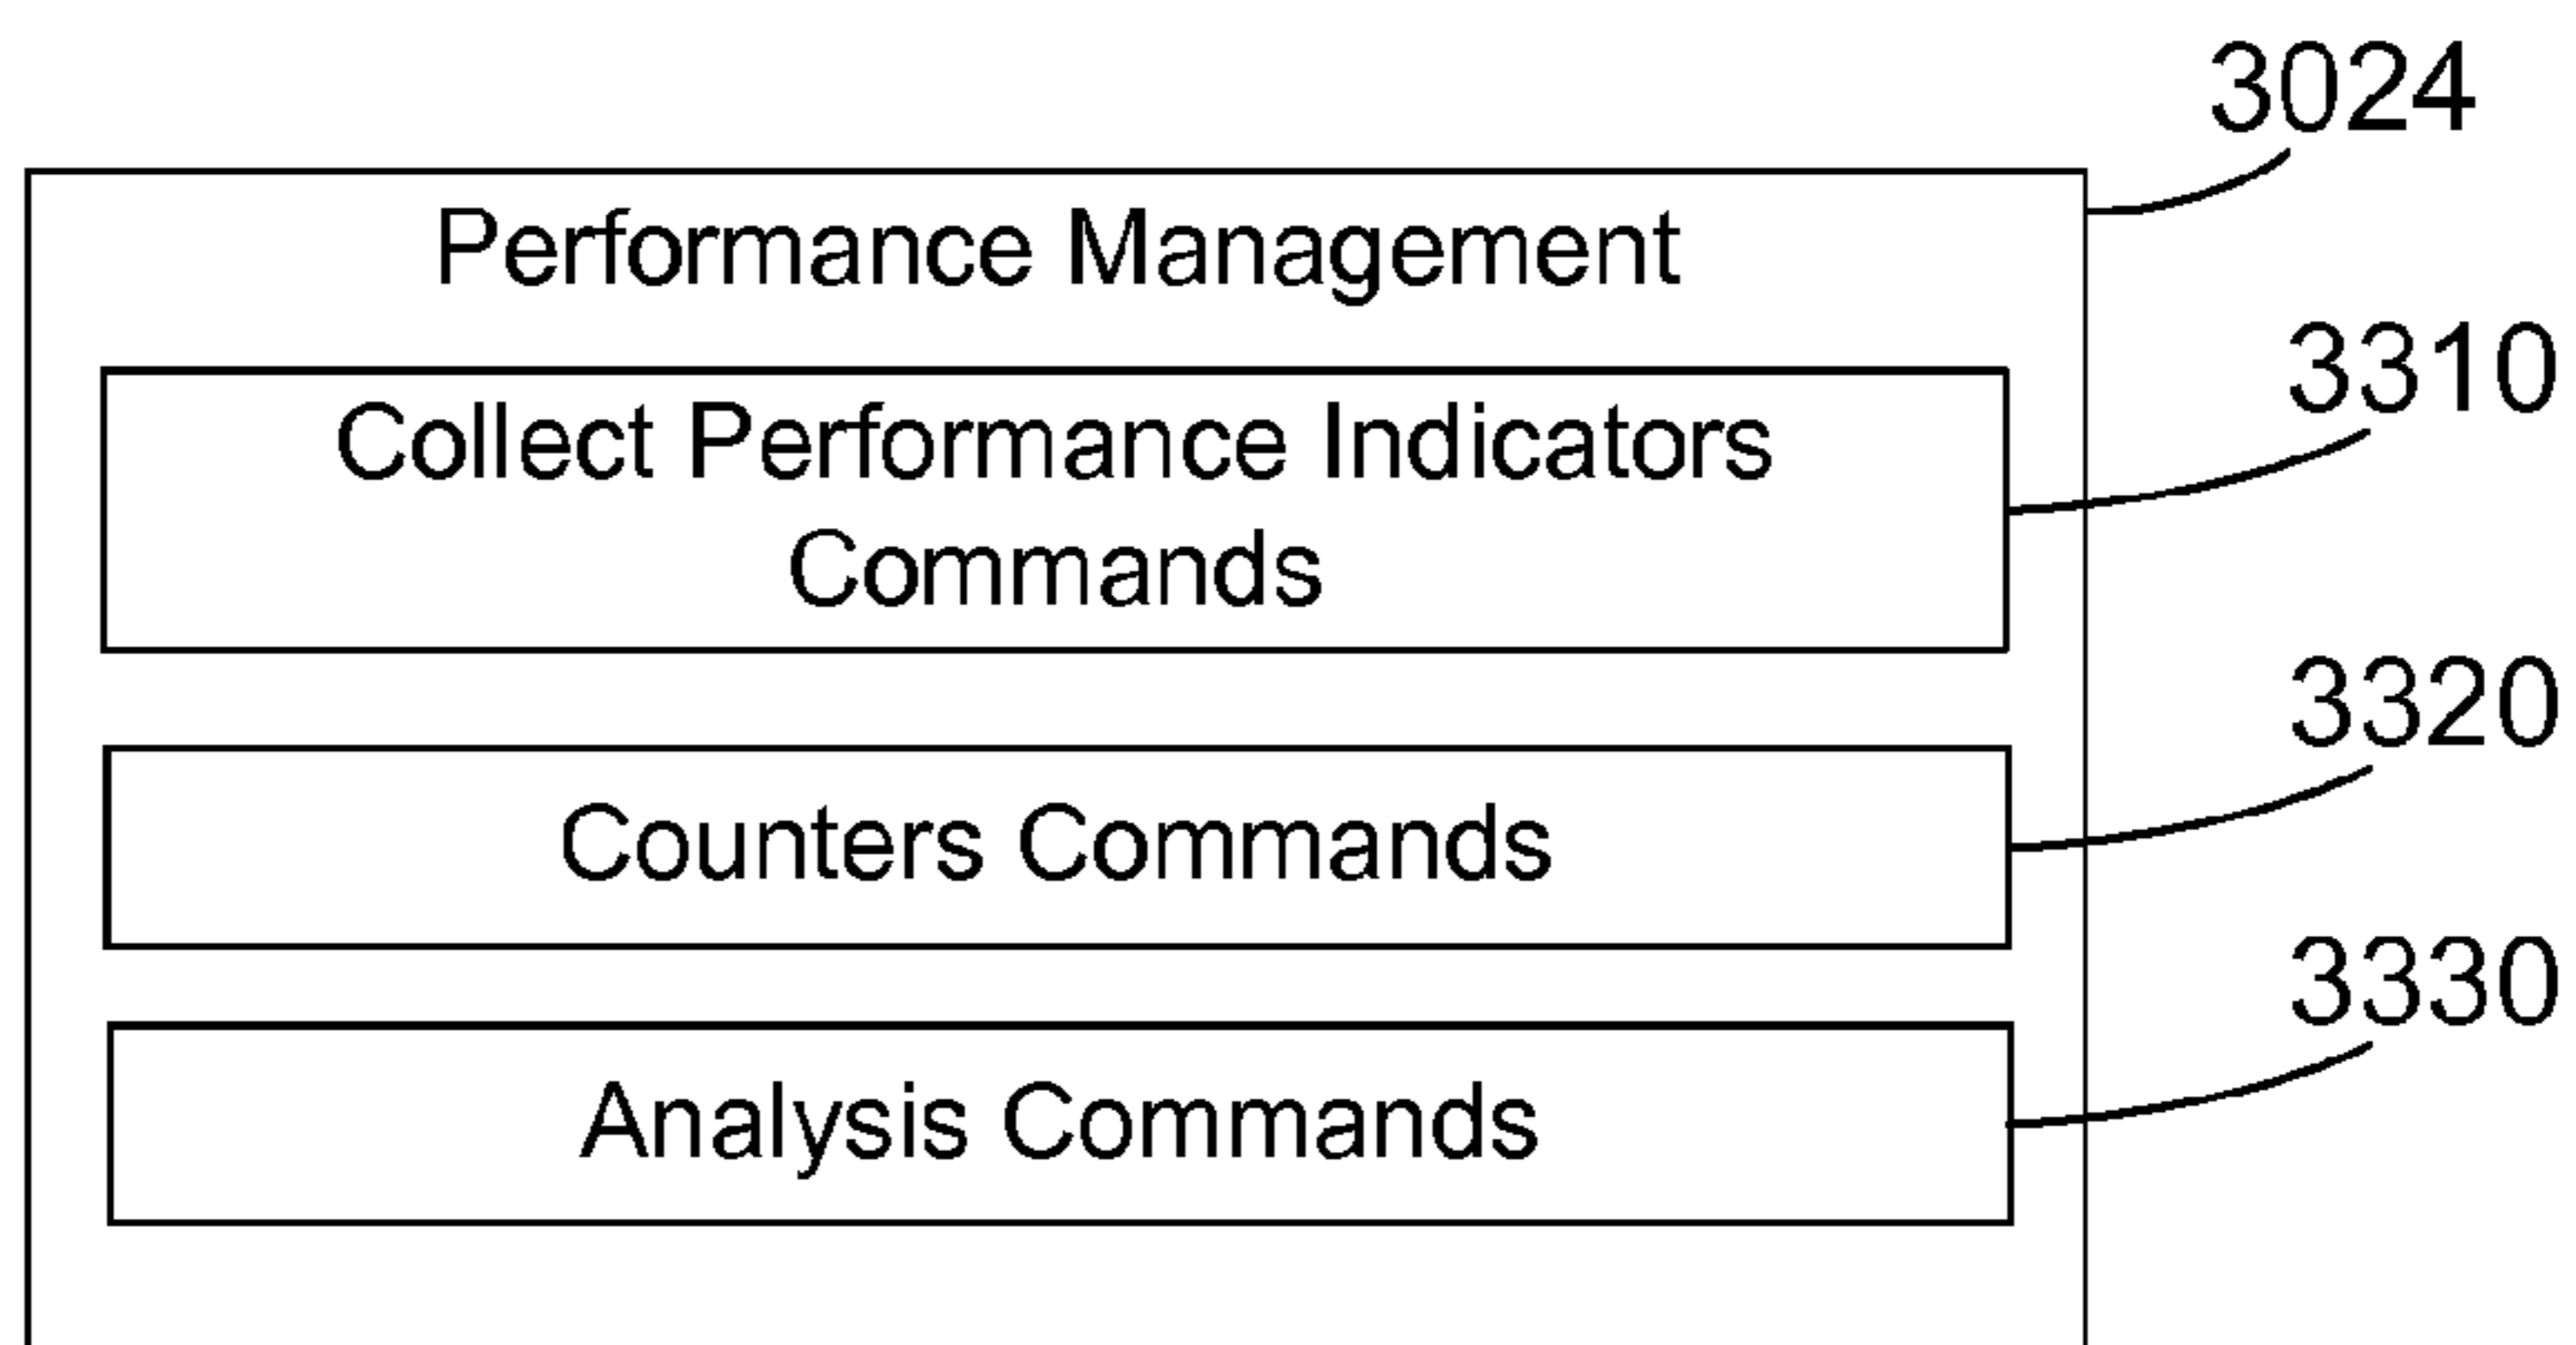 3024
Performance Management
3310
Collect Performance Indicators
Commands
3320
Counters Commands
3330
Analysis Commands